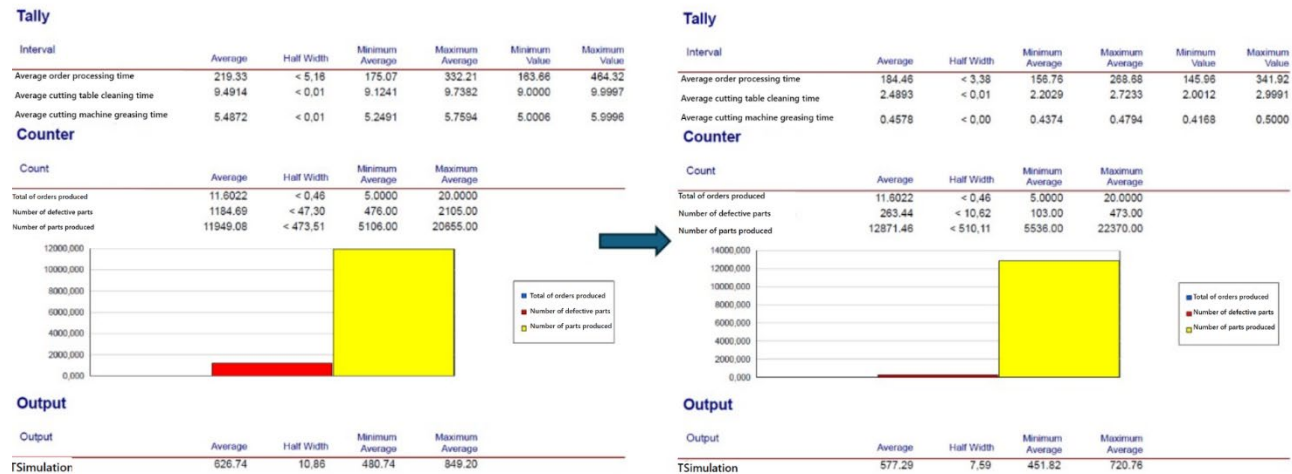 Tally
Interval Average Half Width Minimum Average Maximum Average Minimum Value Maximum Value
Average order processing time 219.33 < 5,16 175.07 332.21 163.66 464.32
Average cutting table cleaning time 9.4914 < 0,01 9.1241 9.7382 9.0000 9.9997
Average cutting machine greasing time 5.4872 < 0,01 5.2491 5.7594 5.0006 5.9996
Counter
Count Average Half Width Minimum Average Maximum Average
Total of orders produced 11.6022 < 0,46 5.0000 20.0000
Number of defective parts 1184.69 < 47,30 476.00 2105.00
Number of parts produced 11949.08 < 473,51 5106.00 20655.00
12000,000
10000,000
8000,000
6000,000
4000,000
2000,000
0,000
Total of orders produced
Number of defective parts
Number of parts produced
Output
Output Average Half Width Minimum Average Maximum Average
TSimulation 626.74 10,86 480.74 849.20
Tally
Interval Average Half Width Minimum Average Maximum Average Minimum Value Maximum Value
Average order processing time 184.46 < 3,38 156.76 268.68 145.96 341.92
Average cutting table cleaning time 2.4893 < 0,01 2.2029 2.7233 2.0012 2.9991
Average cutting machine greasing time 0.4578 < 0,00 0.4374 0.4794 0.4168 0.5000
Counter
Count Average Half Width Minimum Average Maximum Average
Total of orders produced 11.6022 < 0,46 5.0000 20.0000
Number of defective parts 263.44 < 10,62 103.00 473.00
Number of parts produced 12871.46 < 510,11 5536.00 22370.00
14000,000
12000,000
10000,000
8000,000
6000,000
4000,000
2000,000
0,000
Total of orders produced
Number of defective parts
Number of parts produced
Output
Output Average Half Width Minimum Average Maximum Average
TSimulation 577.29 7,59 451.82 720.76